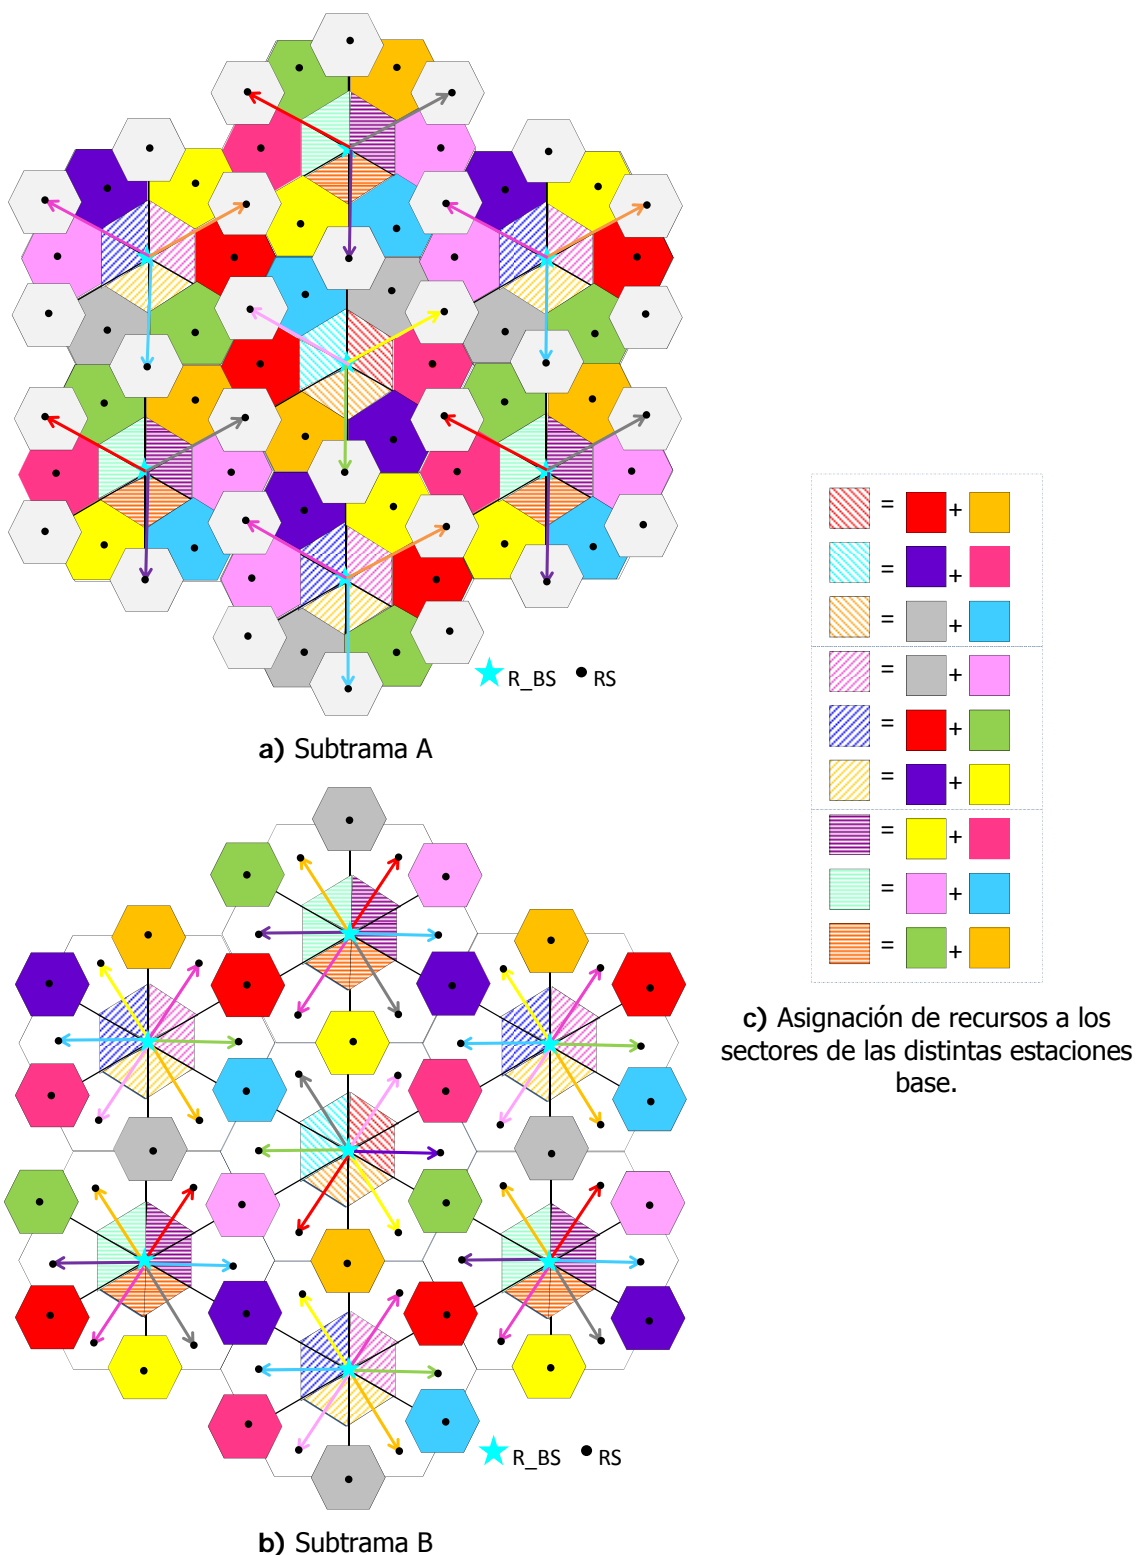 R_BS RS
a) Subtrama A
= +
= +
= +
= +
= +
= +
= +
= +
= +
c) Asignación de recursos a los
sectores de las distintas estaciones
base.
R_BS RS
b) Subtrama B